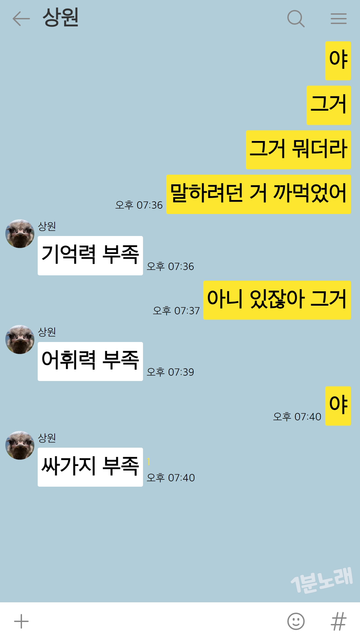 상원
야
그거
그거 뭐더라
말하려던 거 까먹었어
오후 07:36
상원
기억력 부족
오후 07:36
아니 있잖아 그거
오후 07:37
상원
어휘력 부족
오후 07:39
야
오후 07:40
상원
싸가지 부족
1
오후 07:40
1분노래
#